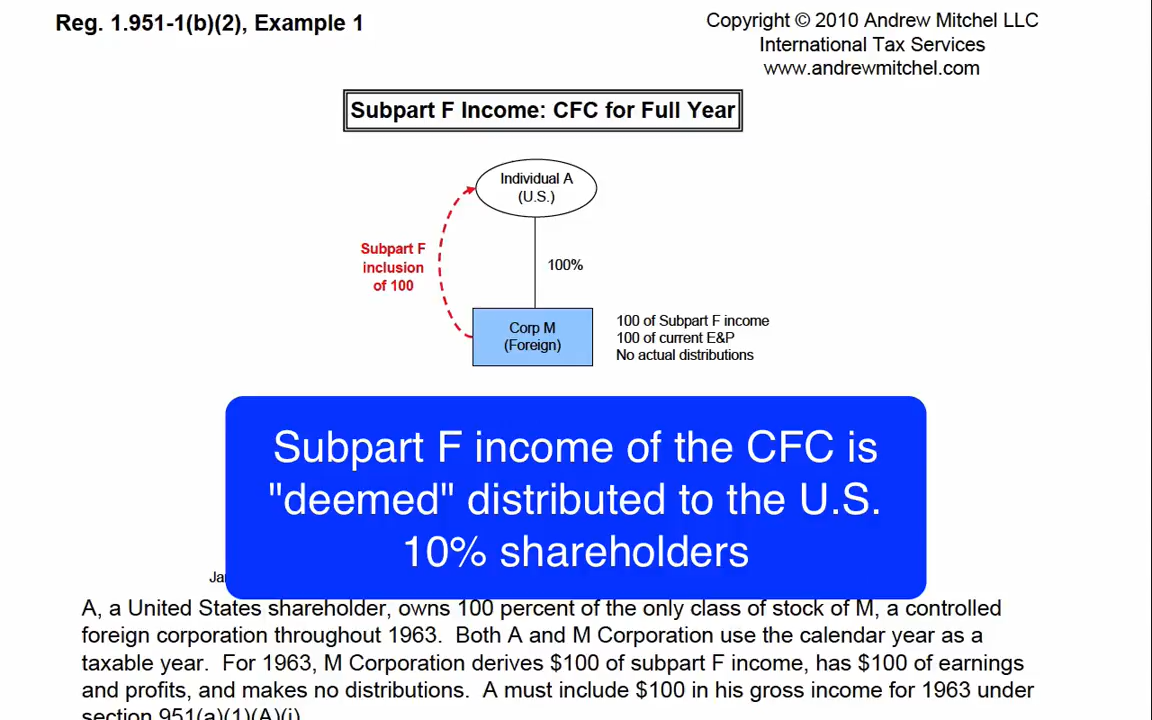 Reg. 1.951-1(b)(2), Example 1
Copyright © 2010 Andrew Mitchel LLC
International Tax Services
www.andrewmitchel.com
Subpart F Income: CFC for Full Year
Individual A
(U.S.)
Subpart F
inclusion
of 100
100%
Corp M
(Foreign)
100 of Subpart F income
100 of current E&P
No actual distributions
Subpart F income of the CFC is
"deemed" distributed to the U.S.
10% shareholders
A, a United States shareholder, owns 100 percent of the only class of stock of M, a controlled
foreign corporation throughout 1963. Both A and M Corporation use the calendar year as a
taxable year. For 1963, M Corporation derives $100 of subpart F income, has $100 of earnings
and profits, and makes no distributions. A must include $100 in his gross income for 1963 under
section 951(a)(1)(A)(i).